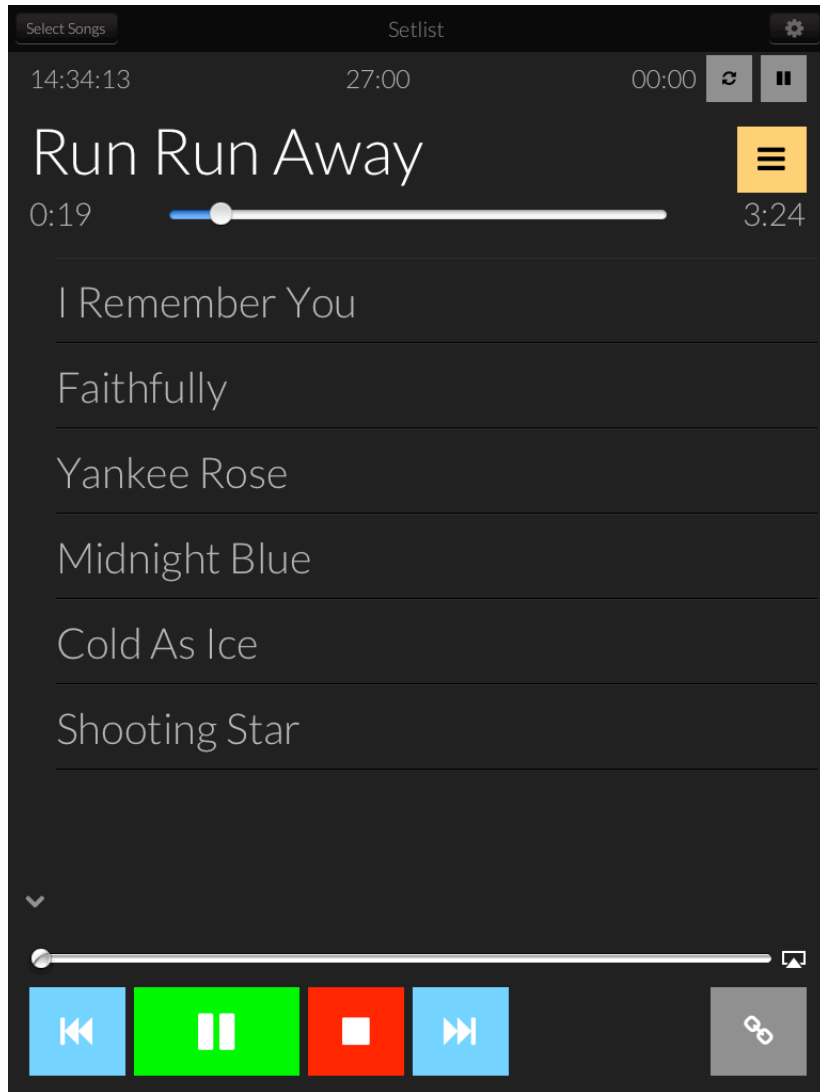 Select Songs Setlist
14:34:13 27:00 00:00
Run Run Away
0:19 3:24
I Remember You
Faithfully
Yankee Rose
Midnight Blue
Cold As Ice
Shooting Star